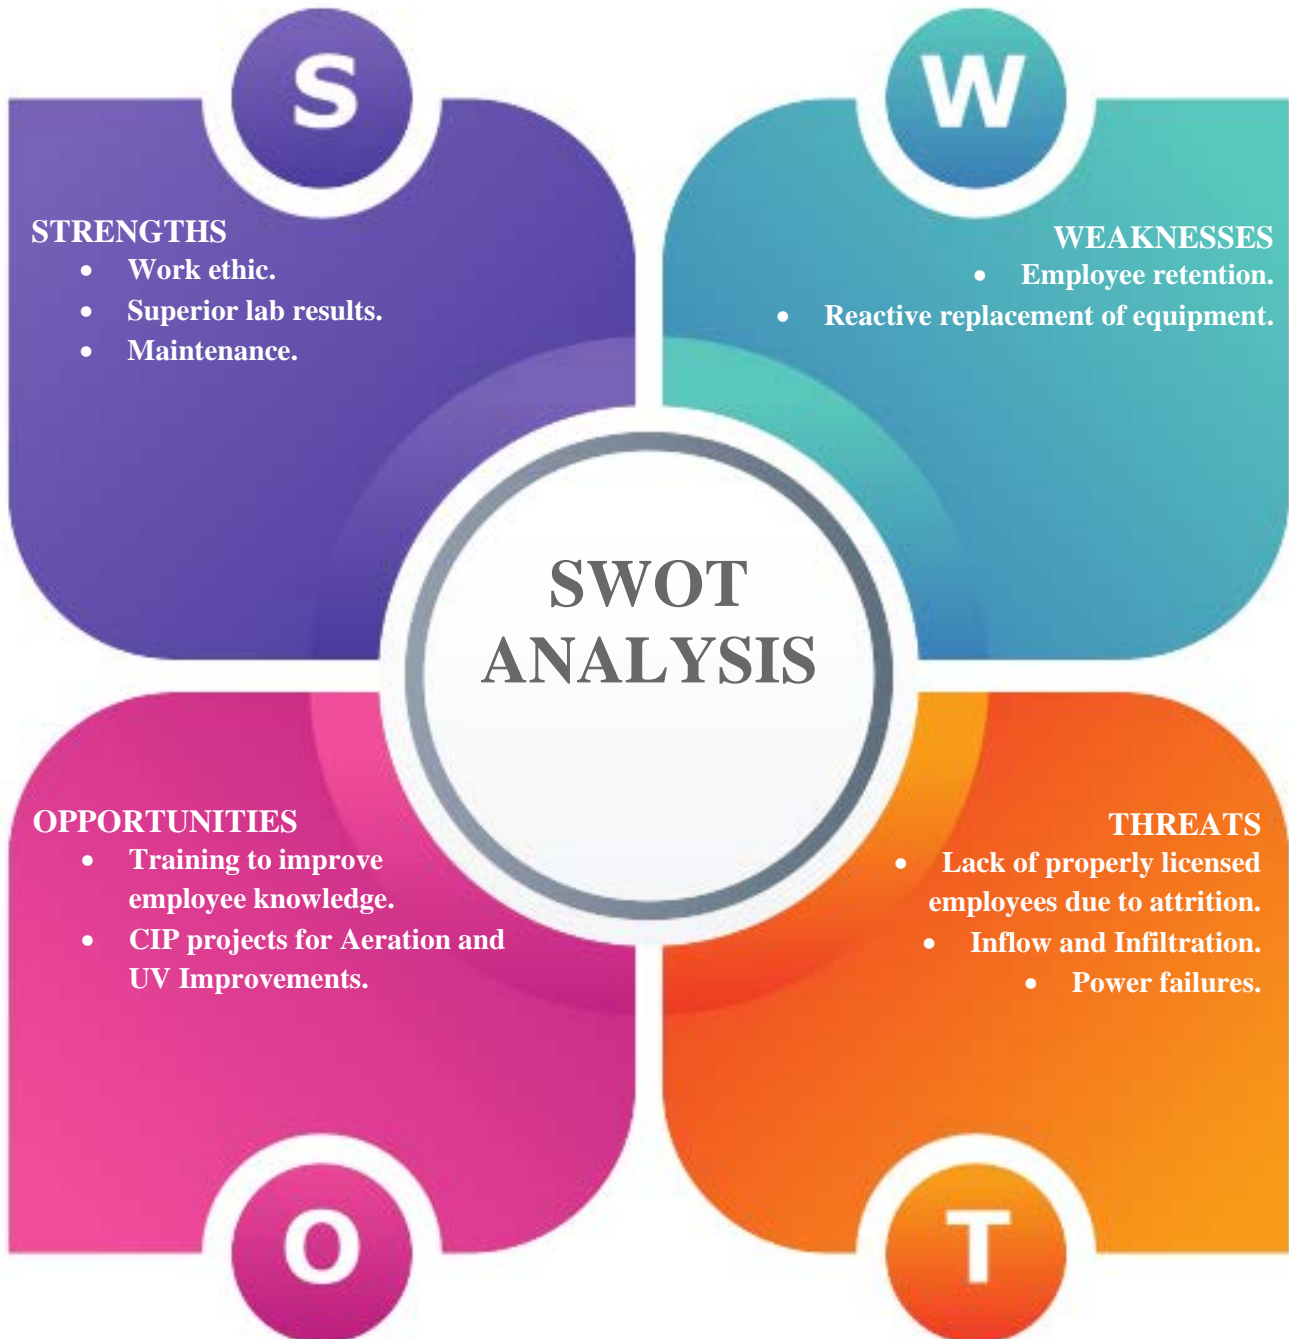 S
STRENGTHS
• Work ethic.
• Superior lab results.
• Maintenance.
W
WEAKNESSES
• Employee retention.
• Reactive replacement of equipment.
SWOT
ANALYSIS
OPPORTUNITIES
• Training to improve
employee knowledge.
• CIP projects for Aeration and
UV Improvements.
O
THREATS
• Lack of properly licensed
employees due to attrition.
• Inflow and Infiltration.
• Power failures.
T